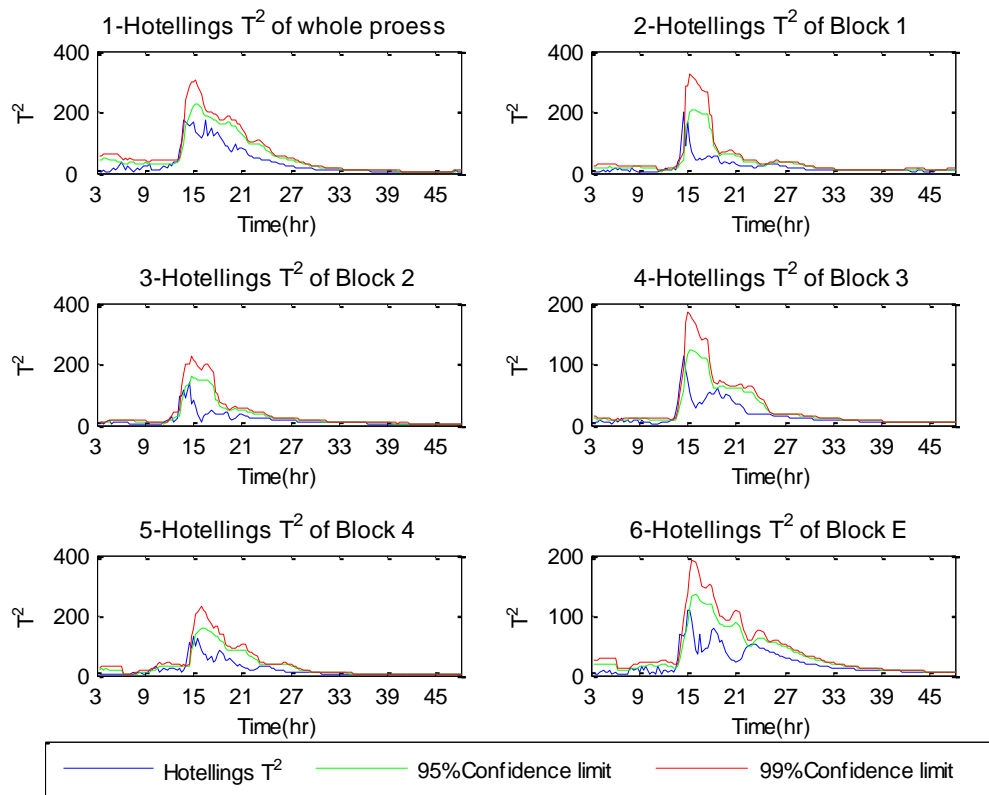 1-Hotellings T² of whole proess
400
200
0
T²
3 9 15 21 27 33 39 45
Time(hr)
2-Hotellings T² of Block 1
400
200
0
T²
3 9 15 21 27 33 39 45
Time(hr)
3-Hotellings T² of Block 2
400
200
0
T²
3 9 15 21 27 33 39 45
Time(hr)
4-Hotellings T² of Block 3
200
100
0
T²
3 9 15 21 27 33 39 45
Time(hr)
5-Hotellings T² of Block 4
400
200
0
T²
3 9 15 21 27 33 39 45
Time(hr)
6-Hotellings T² of Block E
200
100
0
T²
3 9 15 21 27 33 39 45
Time(hr)
Hotellings T² 95%Confidence limit 99%Confidence limit